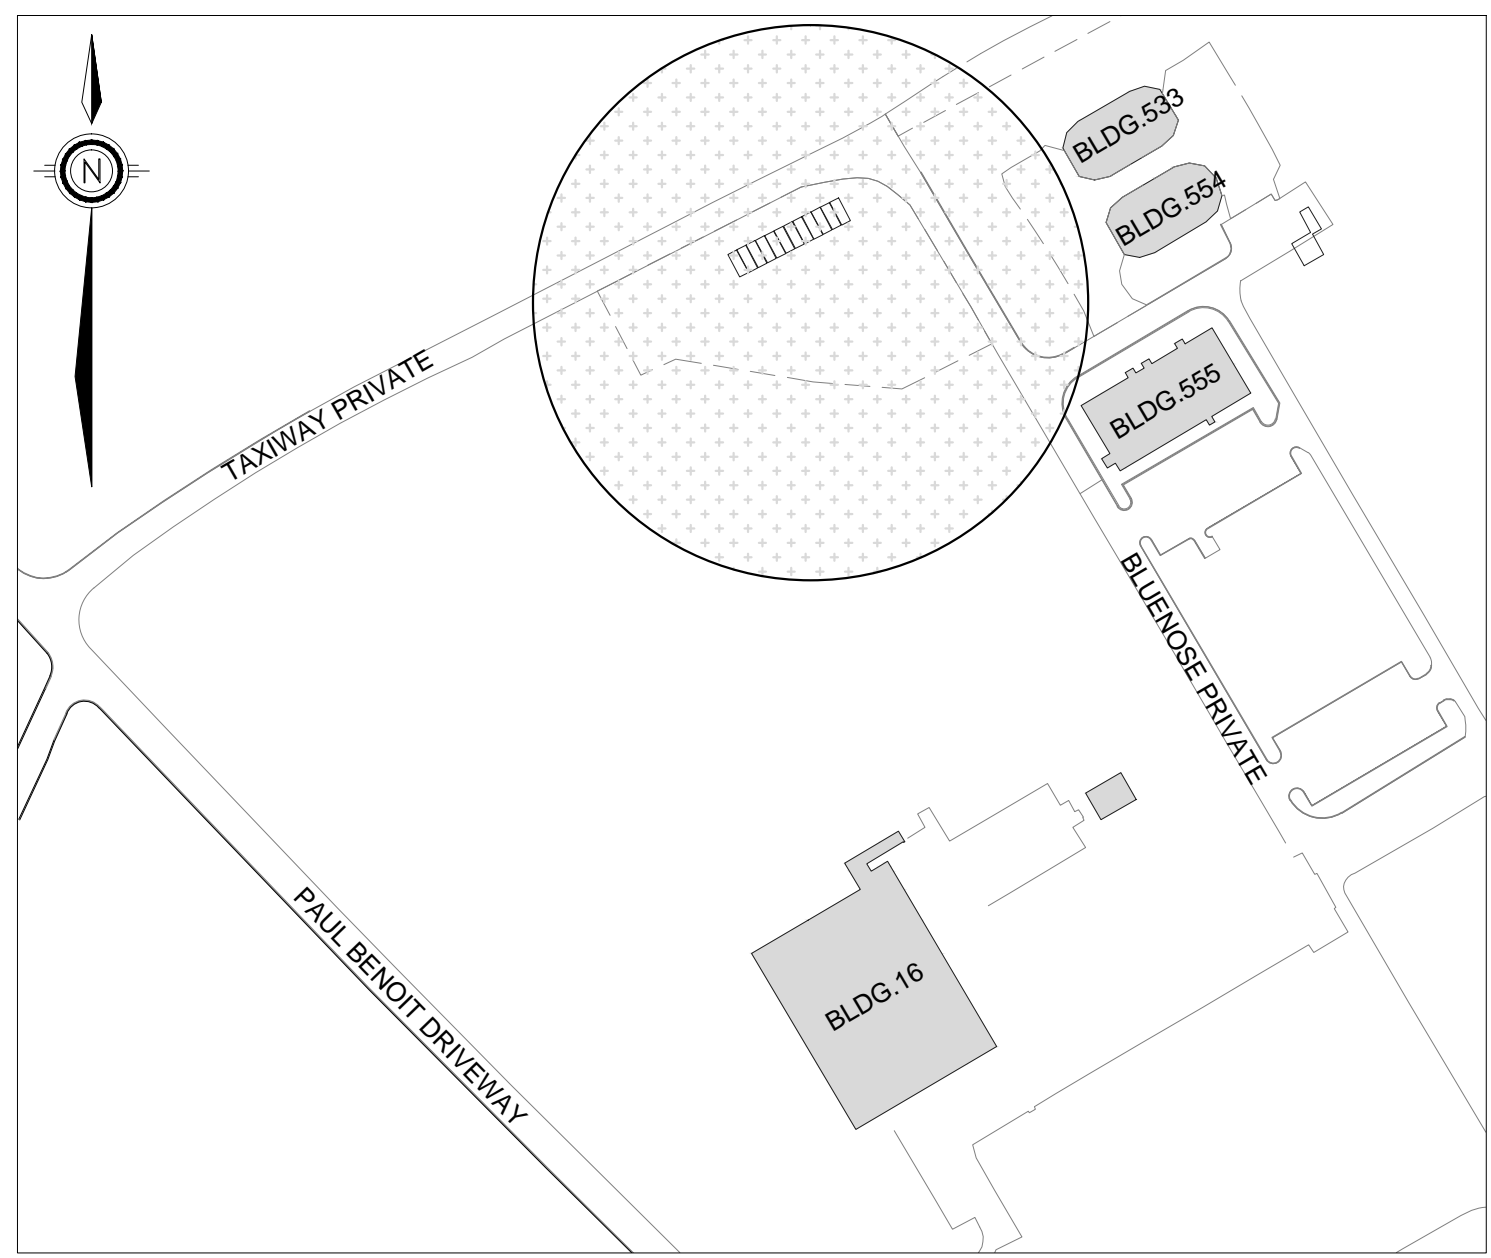 BLDG.533
N
BLDG.554
TAXIWAY PRIVATE
BLDG.555
BLUENOSE PRIVATE
PAUL BENOIT DRIVEWAY
BLDG.16